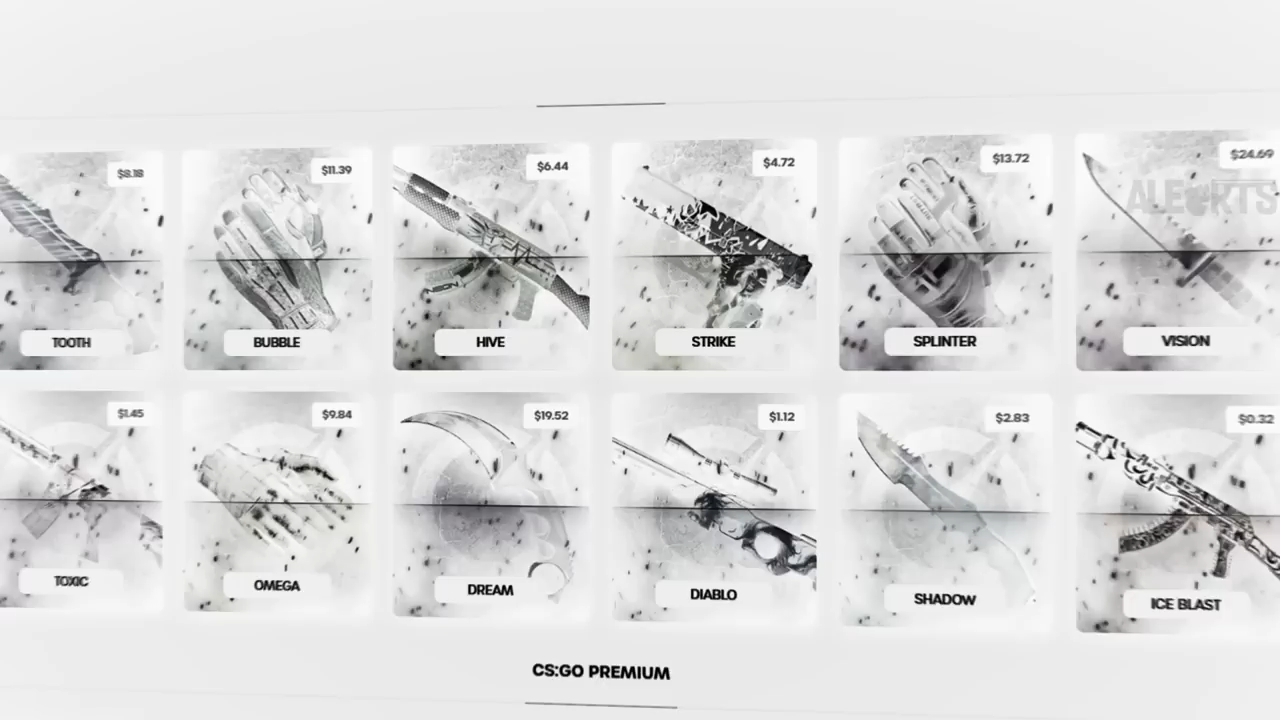 $8.18
$11.39
$6.44
$4.72
$13.72
$24.69
TOOTH
BUBBLE
HIVE
STRIKE
SPLINTER
VISION
$1.45
$9.84
$19.52
$1.12
$2.83
$0.32
TOXIC
OMEGA
DREAM
DIABLO
SHADOW
ICE BLAST
CS:GO PREMIUM